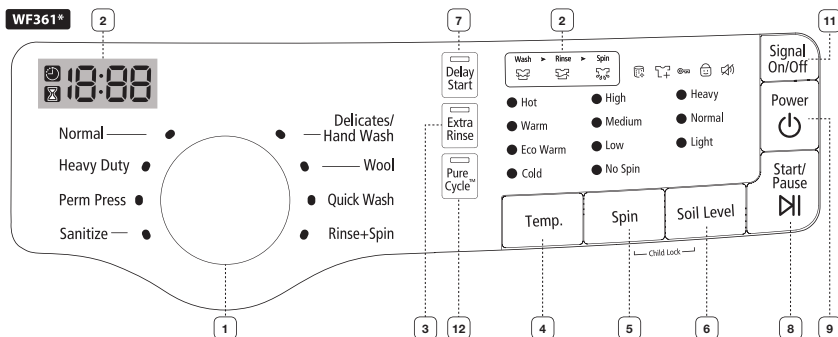 WF361*
2
7
2
11
18:88
Delay
Start
Wash ► Rinse ► Spin
Signal
On/Off
Hot
Warm
Eco Warm
Cold
High
Medium
Low
No Spin
Heavy
Normal
Light
Power
Normal
Heavy Duty
Perm Press
Sanitize
Delicates/
Hand Wash
Wool
Quick Wash
Rinse+Spin
Extra
Rinse
Pure
Cycle™
Temp.
Spin
Soil Level
Start/
Pause
Child Lock
1
3
12
4
5
6
8
9